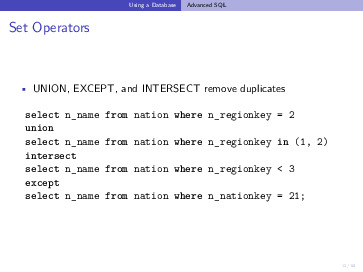 Using a Database Advanced SQL
Set Operators
UNION, EXCEPT, and INTERSECT remove duplicates
select n_name from nation where n_regionkey = 2
union
select n_name from nation where n_regionkey in (1, 2)
intersect
select n_name from nation where n_regionkey < 3
except
select n_name from nation where n_nationkey = 21;